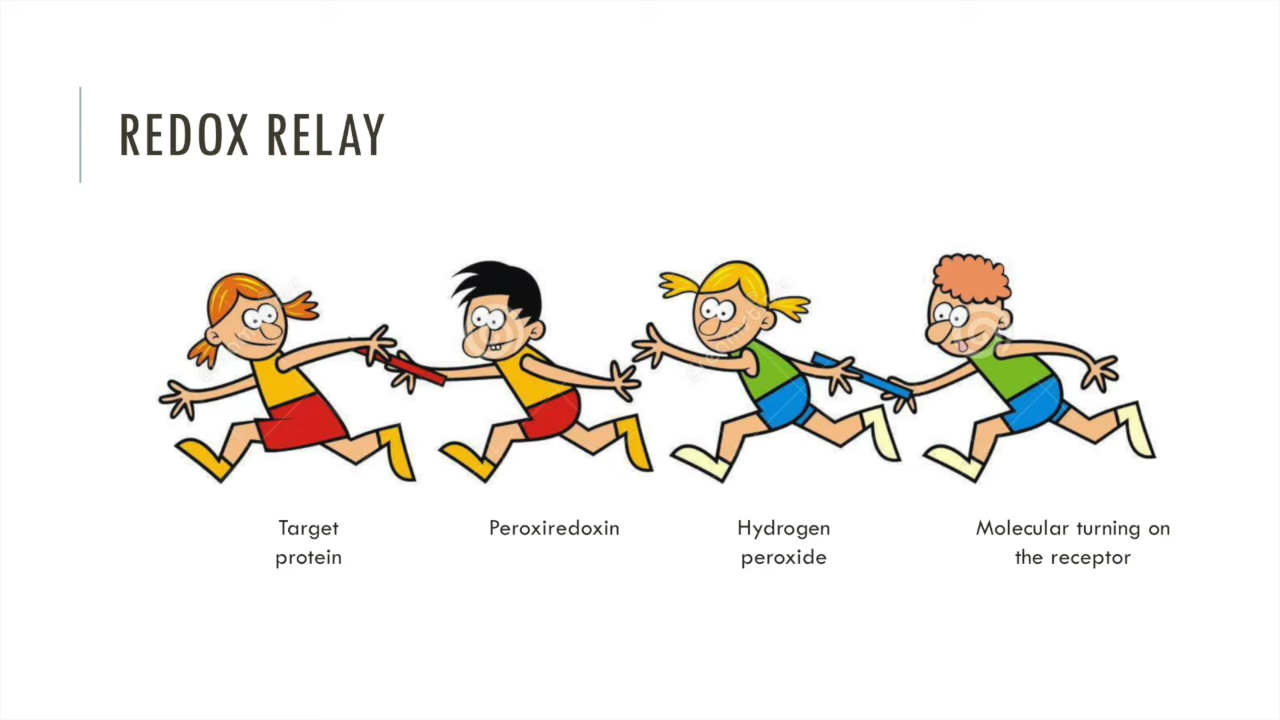 REDOX RELAY
Target
protein
Peroxiredoxin
Hydrogen
peroxide
Molecular turning on
the receptor